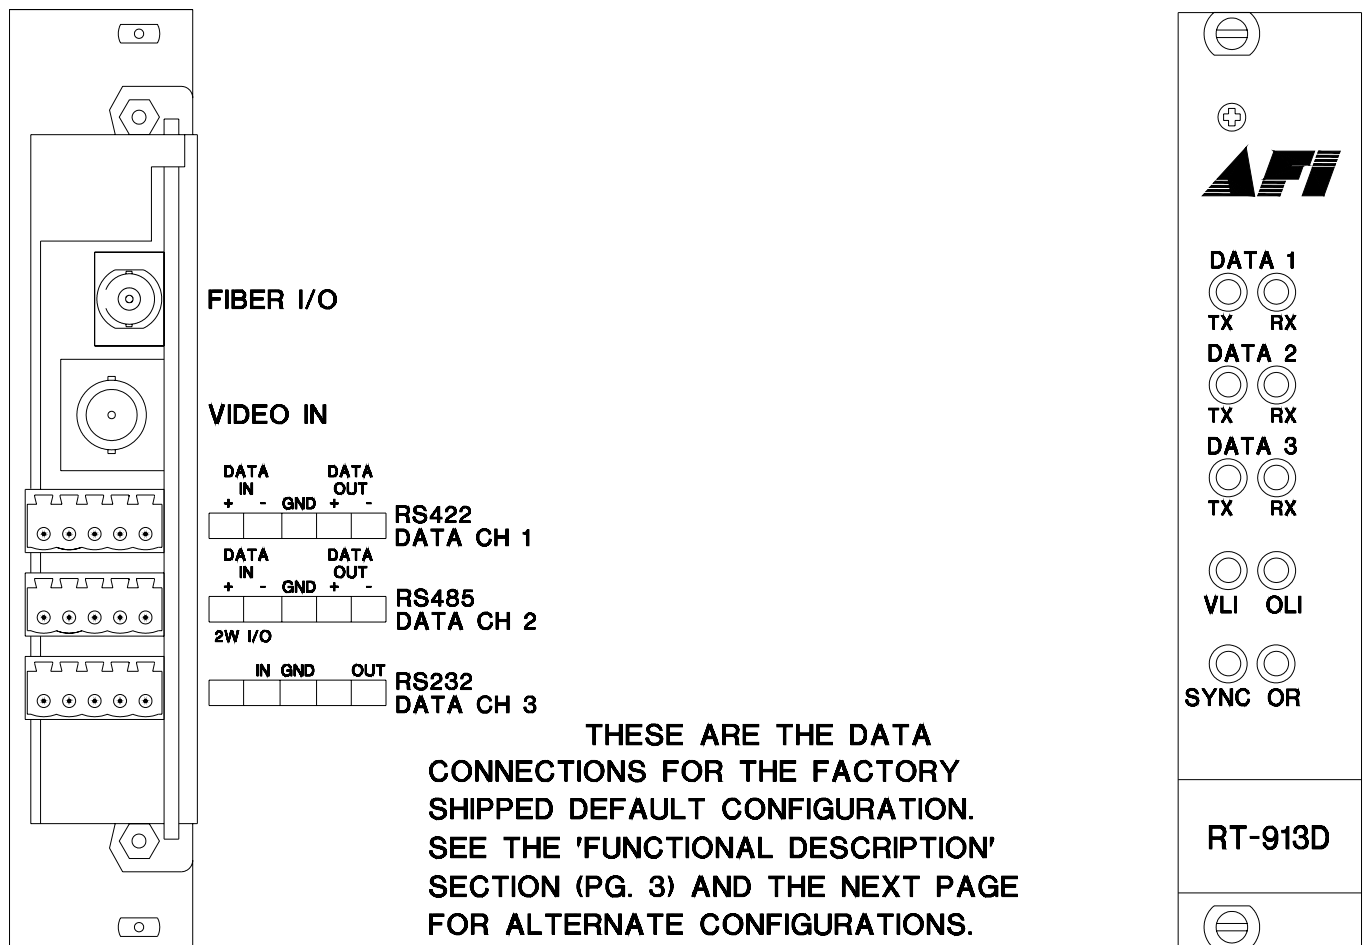 FIBER I/O
VIDEO IN
DATA DATA
IN OUT
+ - GND + -
RS422
DATA CH 1
DATA DATA
IN OUT
+ - GND + -
RS485
DATA CH 2
2W I/O
IN GND OUT
RS232
DATA CH 3
THESE ARE THE DATA
CONNECTIONS FOR THE FACTORY
SHIPPED DEFAULT CONFIGURATION.
SEE THE 'FUNCTIONAL DESCRIPTION'
SECTION (PG. 3) AND THE NEXT PAGE
FOR ALTERNATE CONFIGURATIONS.
AFI
DATA 1
TX RX
DATA 2
TX RX
DATA 3
TX RX
VLI OLI
SYNC OR
RT-913D